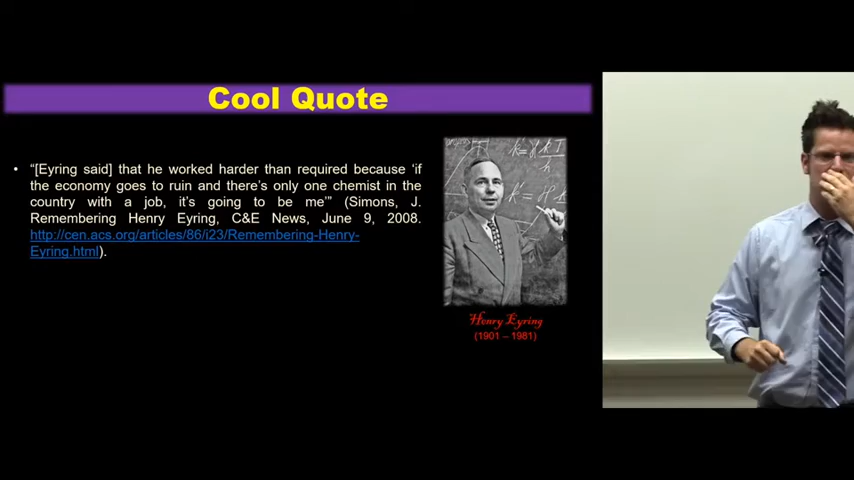 Cool Quote
• “[Eyring said] that he worked harder than required because ‘if
the economy goes to ruin and there’s only one chemist in the
country with a job, it’s going to be me’” (Simons, J.
Remembering Henry Eyring, C&E News, June 9, 2008.
http://cen.acs.org/articles/86/i23/Remembering-Henry-
Eyring.html).
Henry Eyring
(1901 – 1981)